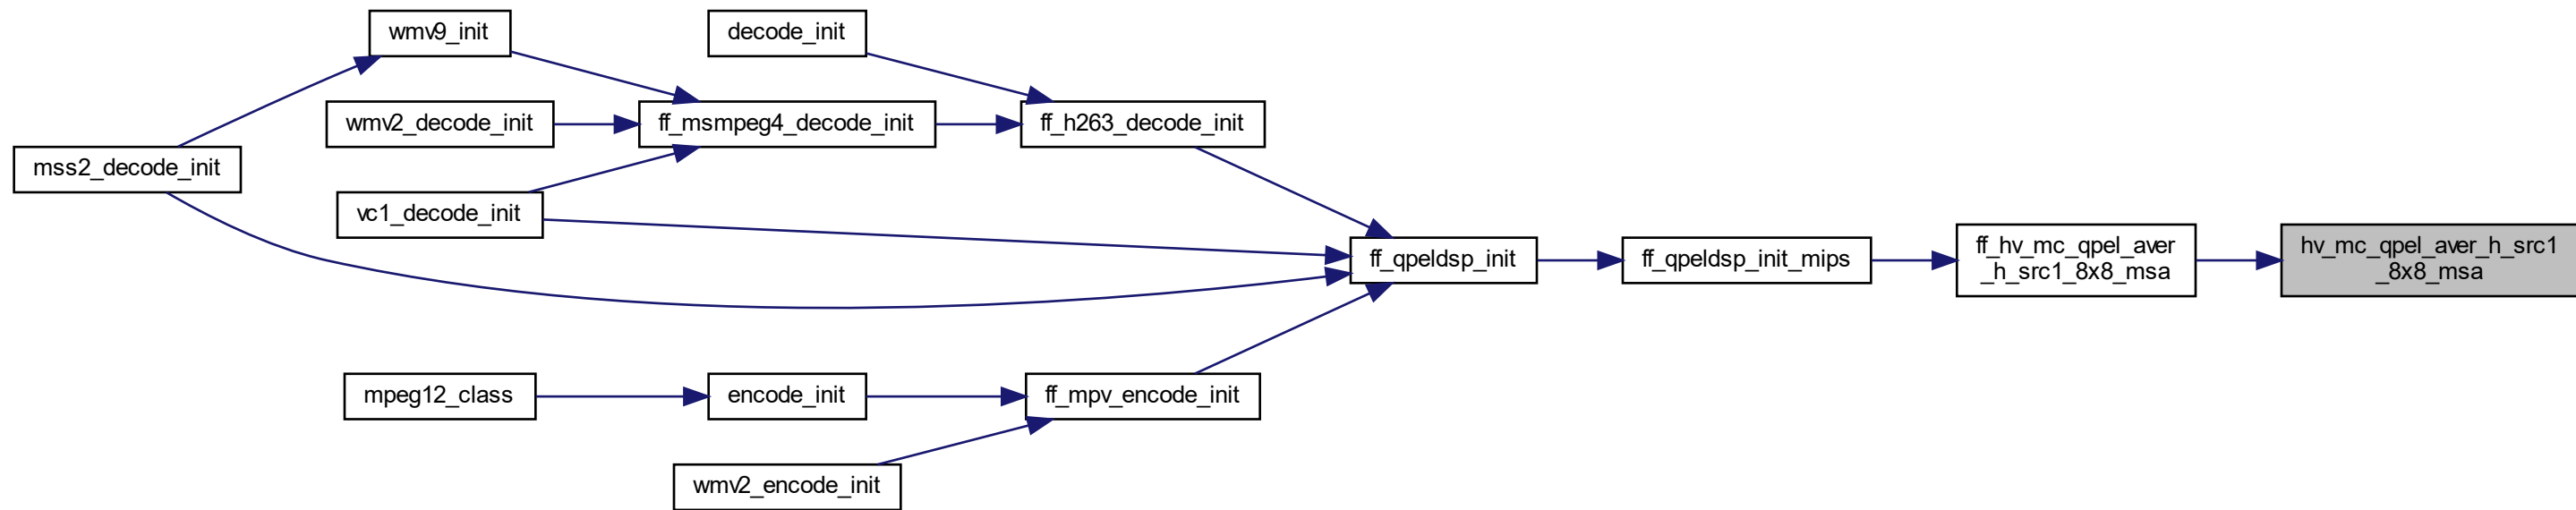 wmv9_init
decode_init
wmv2_decode_init
ff_msmpeg4_decode_init
ff_h263_decode_init
mss2_decode_init
vc1_decode_init
ff_qpeldsp_init
ff_qpeldsp_init_mips
ff_hv_mc_qpel_aver
_h_src1_8x8_msa
hv_mc_qpel_aver_h_src1
_8x8_msa
mpeg12_class
encode_init
ff_mpv_encode_init
wmv2_encode_init